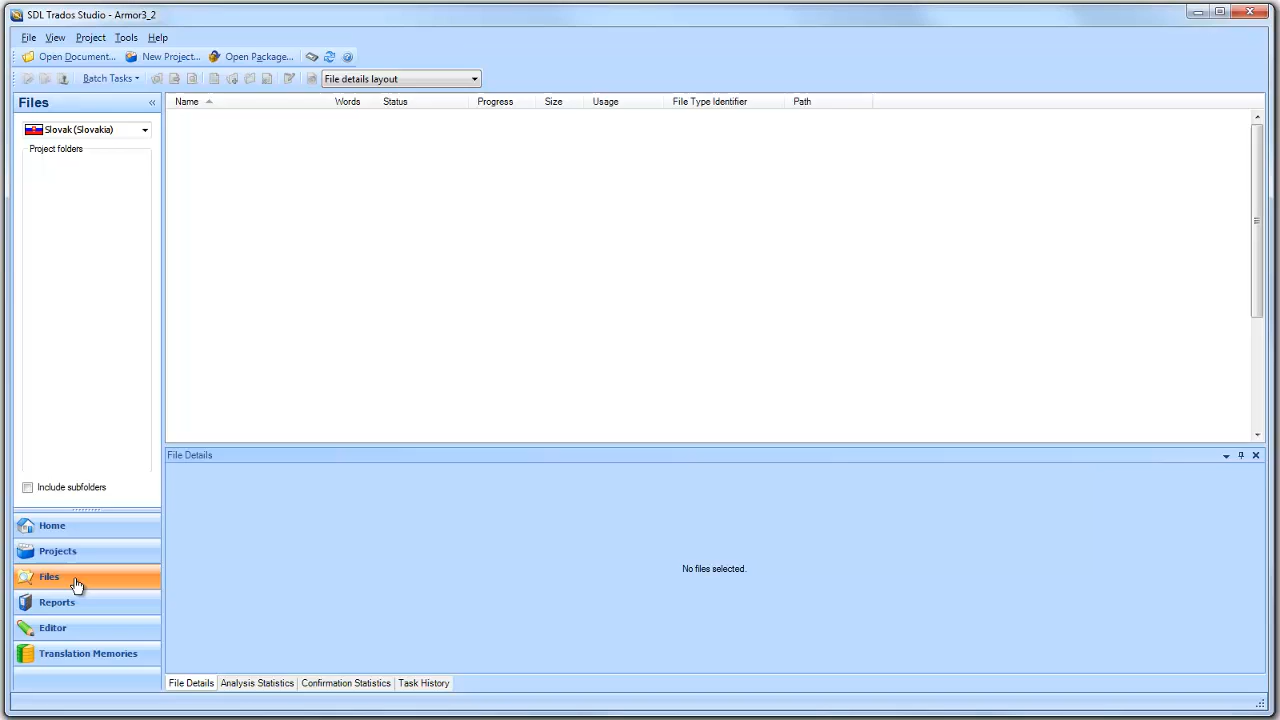 SDL Trados Studio - Armor3_2
File View Project Tools Help
Open Document... New Project... Open Package...
Batch Tasks File details layout
Files
Name Words Status Progress Size Usage File Type Identifier Path
Slovak (Slovakia)
Project folders
Include subfolders
File Details
No files selected.
Home
Projects
Files
Reports
Editor
Translation Memories
File Details Analysis Statistics Confirmation Statistics Task History